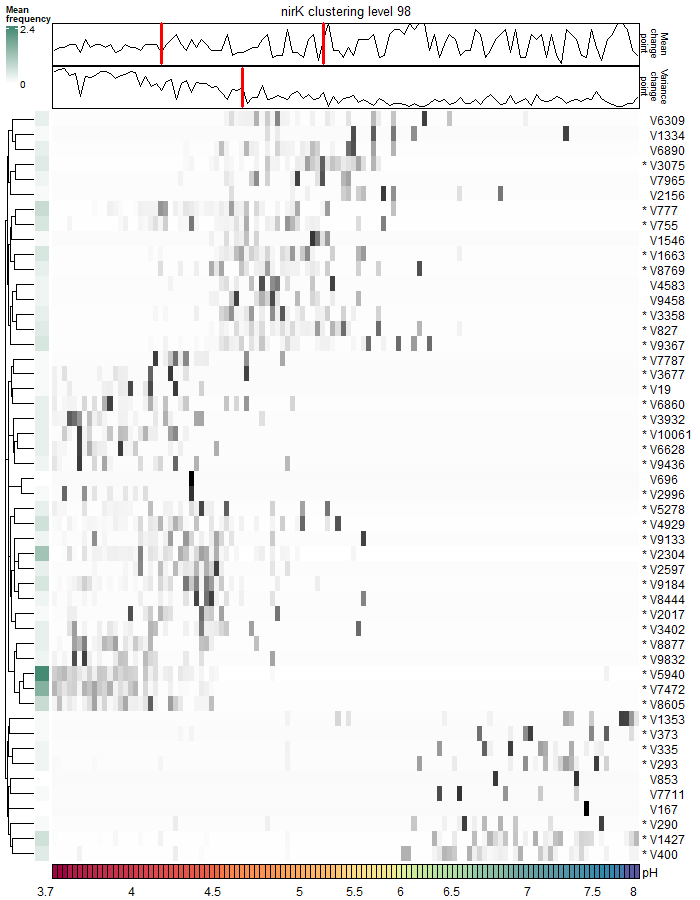 nirK clustering level 98
Mean
frequency
2.4
0
Mean
change
point
Variance
change
point
V6309
V1334
V6890
* V3075
V7965
V2156
* V777
* V755
V1546
* V1663
* V8769
V4583
V9458
* V3358
* V827
* V9367
* V7787
* V3677
* V19
* V6860
* V3932
* V10061
* V6628
* V9436
V696
* V2996
* V5278
* V4929
* V9133
* V2304
* V2597
* V9184
* V8444
* V2017
* V3402
* V8877
* V9832
* V5940
* V7472
* V8605
* V1353
* V373
* V335
* V293
V853
V7711
V167
* V290
* V1427
* V400
pH
3.7 4 4.5 5 5.5 6 6.5 7 7.5 8